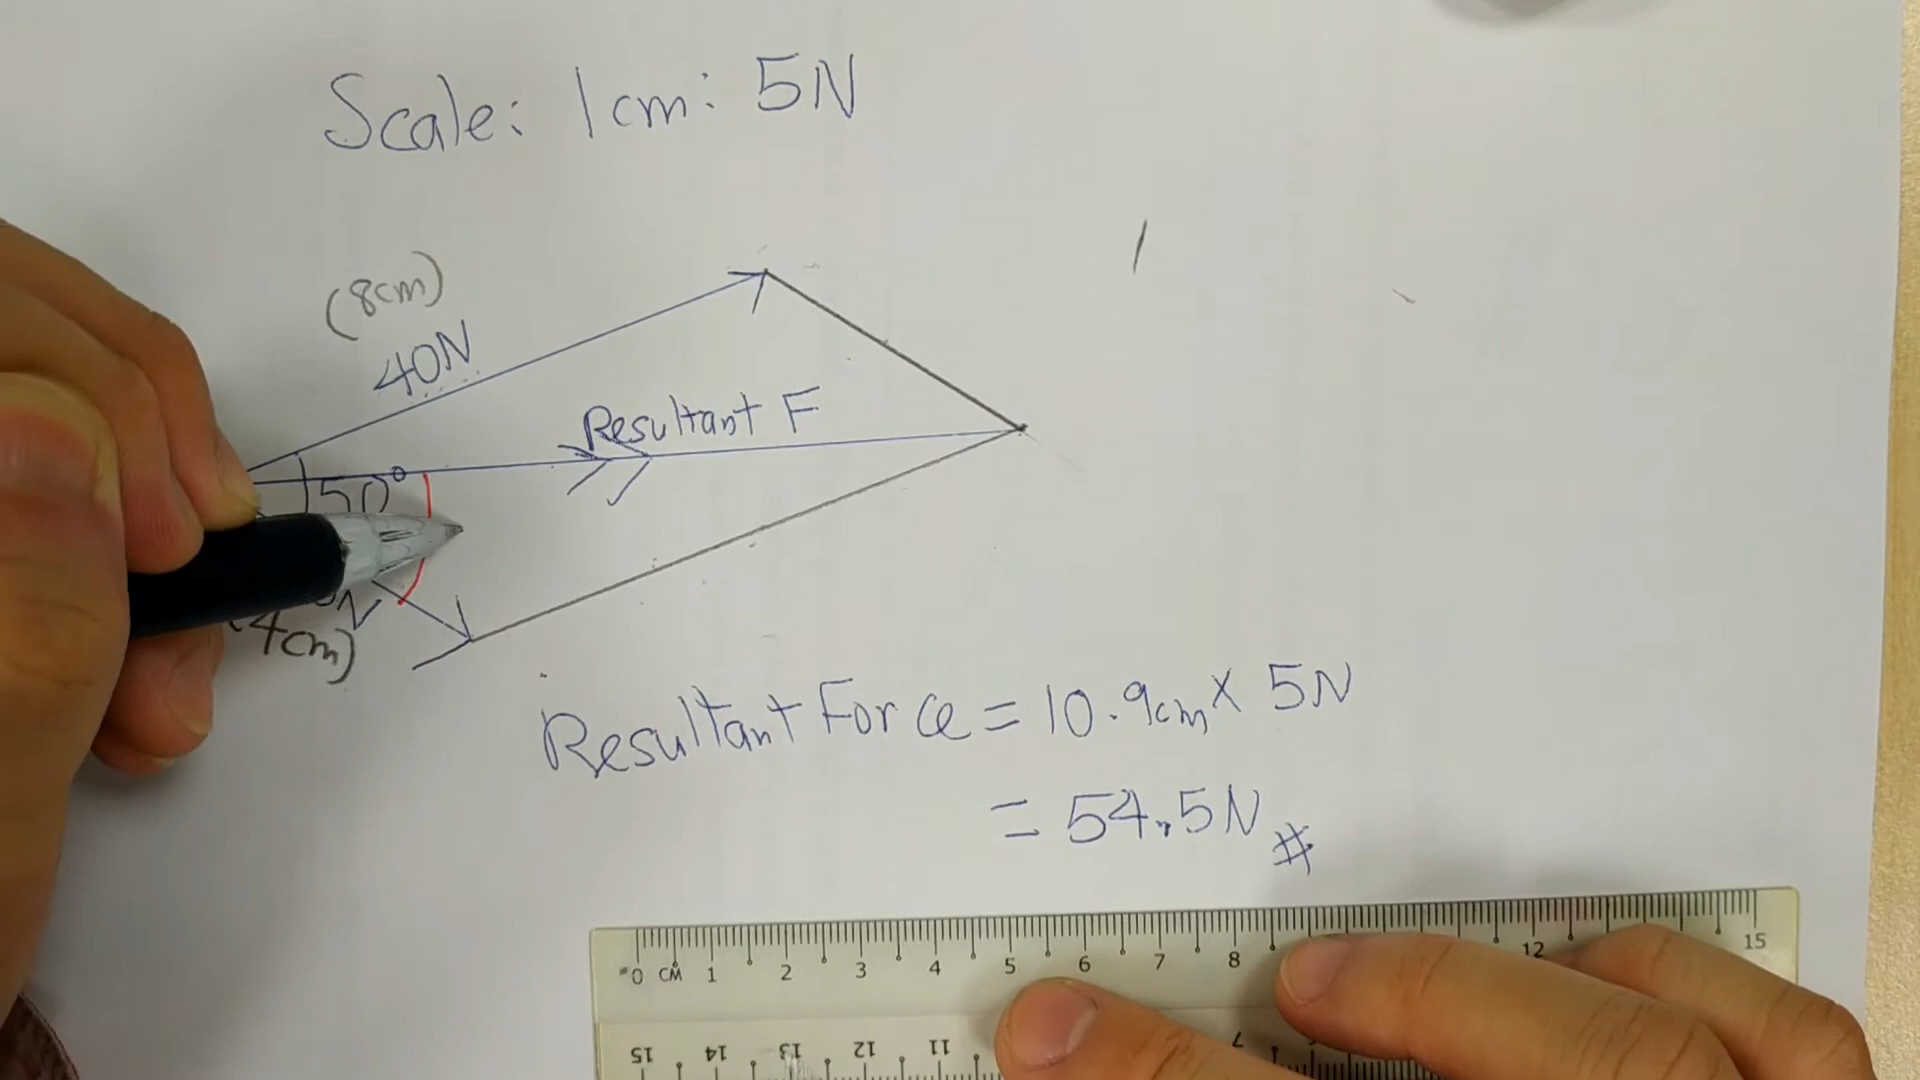 Scale: 1cm: 5N
(8cm)
40N
Resultant F
50°
N
(4cm)
Resultant Force = 10.9cm x 5N
= 54.5N #
0 CM 1 2 3 4 5 6 7 8 12 15
15 14 13 12 11 7